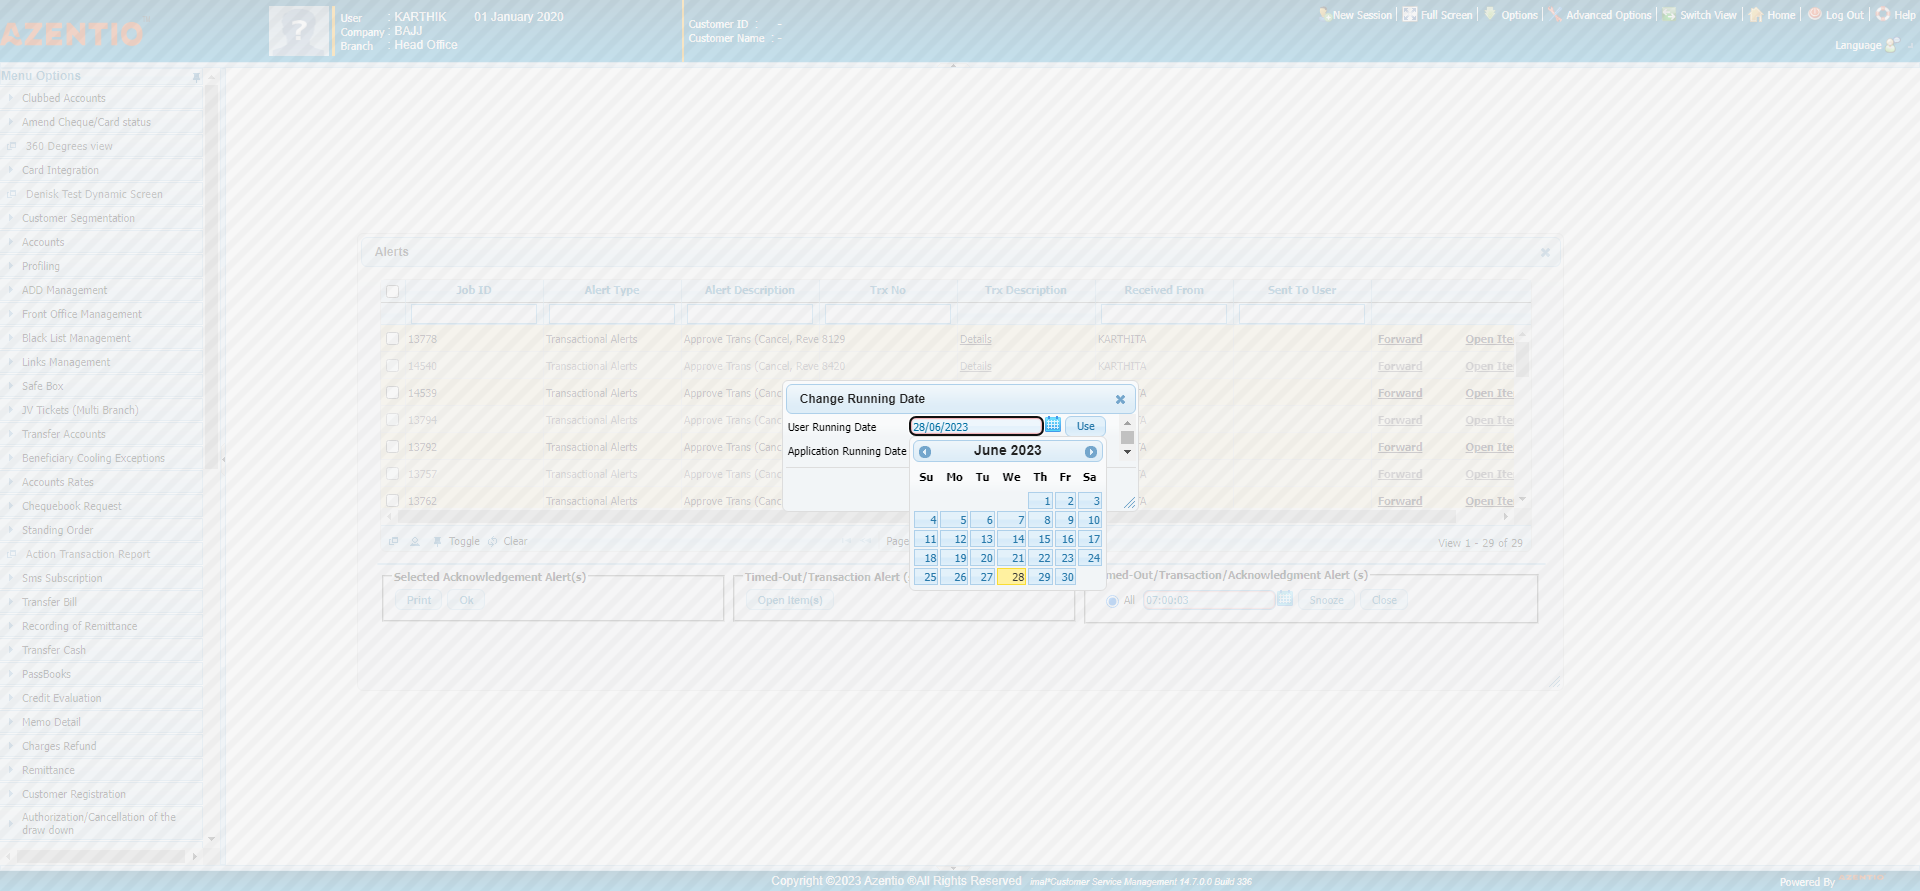 AZENTIO
User : KARTHIK 01 January 2020
Company : BAJJ
Branch : Head Office
Customer ID : -
Customer Name : -
New Session Full Screen Options Advanced Options Switch View Home Log Out Help
Language
Menu Options
Clubbed Accounts
Amend Cheque/Card status
360 Degrees view
Card Integration
Denisk Test Dynamic Screen
Customer Segmentation
Accounts
Profiling
ADD Management
Front Office Management
Black List Management
Links Management
Safe Box
JV Tickets (Multi Branch)
Transfer Accounts
Beneficiary Cooling Exceptions
Accounts Rates
Chequebook Request
Standing Order
Action Transaction Report
Sms Subscription
Transfer Bill
Recording of Remittance
Transfer Cash
PassBooks
Credit Evaluation
Memo Detail
Charges Refund
Remittance
Customer Registration
Authorization/Cancellation of the
draw down
Alerts
Job ID Alert Type Alert Description Trx No Trx Description Received From Sent To User
13778 Transactional Alerts Approve Trans (Cancel, Reve 8129 Details KARTHITA Forward Open Ite
14540 Transactional Alerts Approve Trans (Cancel, Reve 8420 Details KARTHITA Forward Open Ite
14539 Transactional Alerts Approve Trans (Canc TA Forward Open Ite
13794 Transactional Alerts Approve Trans (Canc TA Forward Open Ite
13792 Transactional Alerts Approve Trans (Canc TA Forward Open Ite
13757 Transactional Alerts Approve Trans (Canc TA Forward Open Ite
13762 Transactional Alerts Approve Trans (Canc TA Forward Open Ite
Toggle Clear Page View 1 - 29 of 29
Selected Acknowledgement Alert(s)
Print Ok
Timed-Out/Transaction Alert (
Open Item(s)
med-Out/Transaction/Acknowledgment Alert (s)
All 07:00:03 Snooze Close
Change Running Date
User Running Date 28/06/2023 Use
Application Running Date
June 2023
Su Mo Tu We Th Fr Sa
1 2 3
4 5 6 7 8 9 10
11 12 13 14 15 16 17
18 19 20 21 22 23 24
25 26 27 28 29 30
Copyright ©2023 Azentio ®All Rights Reserved imal*Customer Service Management 14.7.0.0 Build 336
Powered By